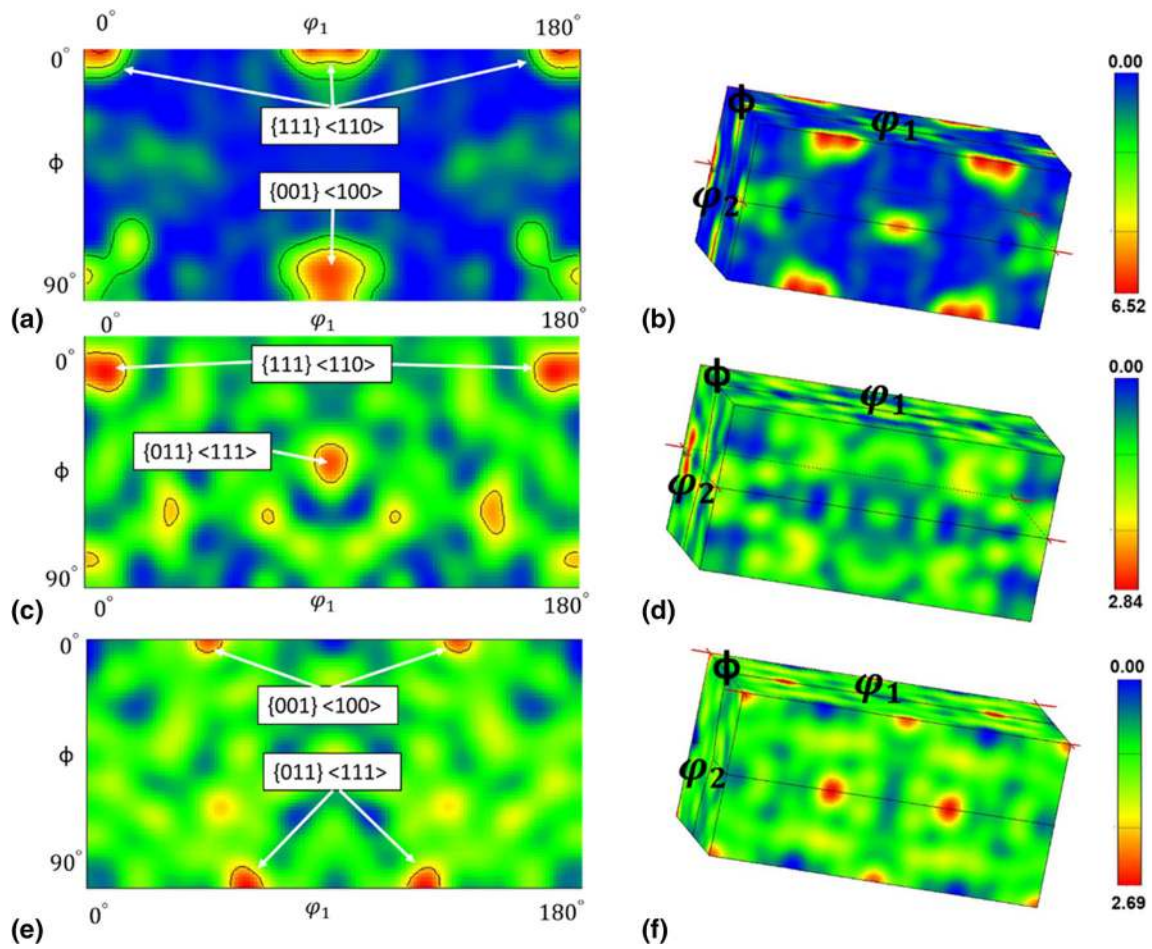 0° φ₁ 180°
0°
{111} <110>
ϕ
{001} <100>
90°
(a)
0.00
ϕ
φ₁
φ₂
6.52
(b)
0° φ₁ 180°
0°
{111} <110>
{011} <111>
ϕ
90°
(c)
0.00
ϕ
φ₁
φ₂
2.84
(d)
0° φ₁ 180°
0°
{001} <100>
ϕ
{011} <111>
90°
0° φ₁ 180°
(e)
0.00
ϕ
φ₁
φ₂
2.69
(f)